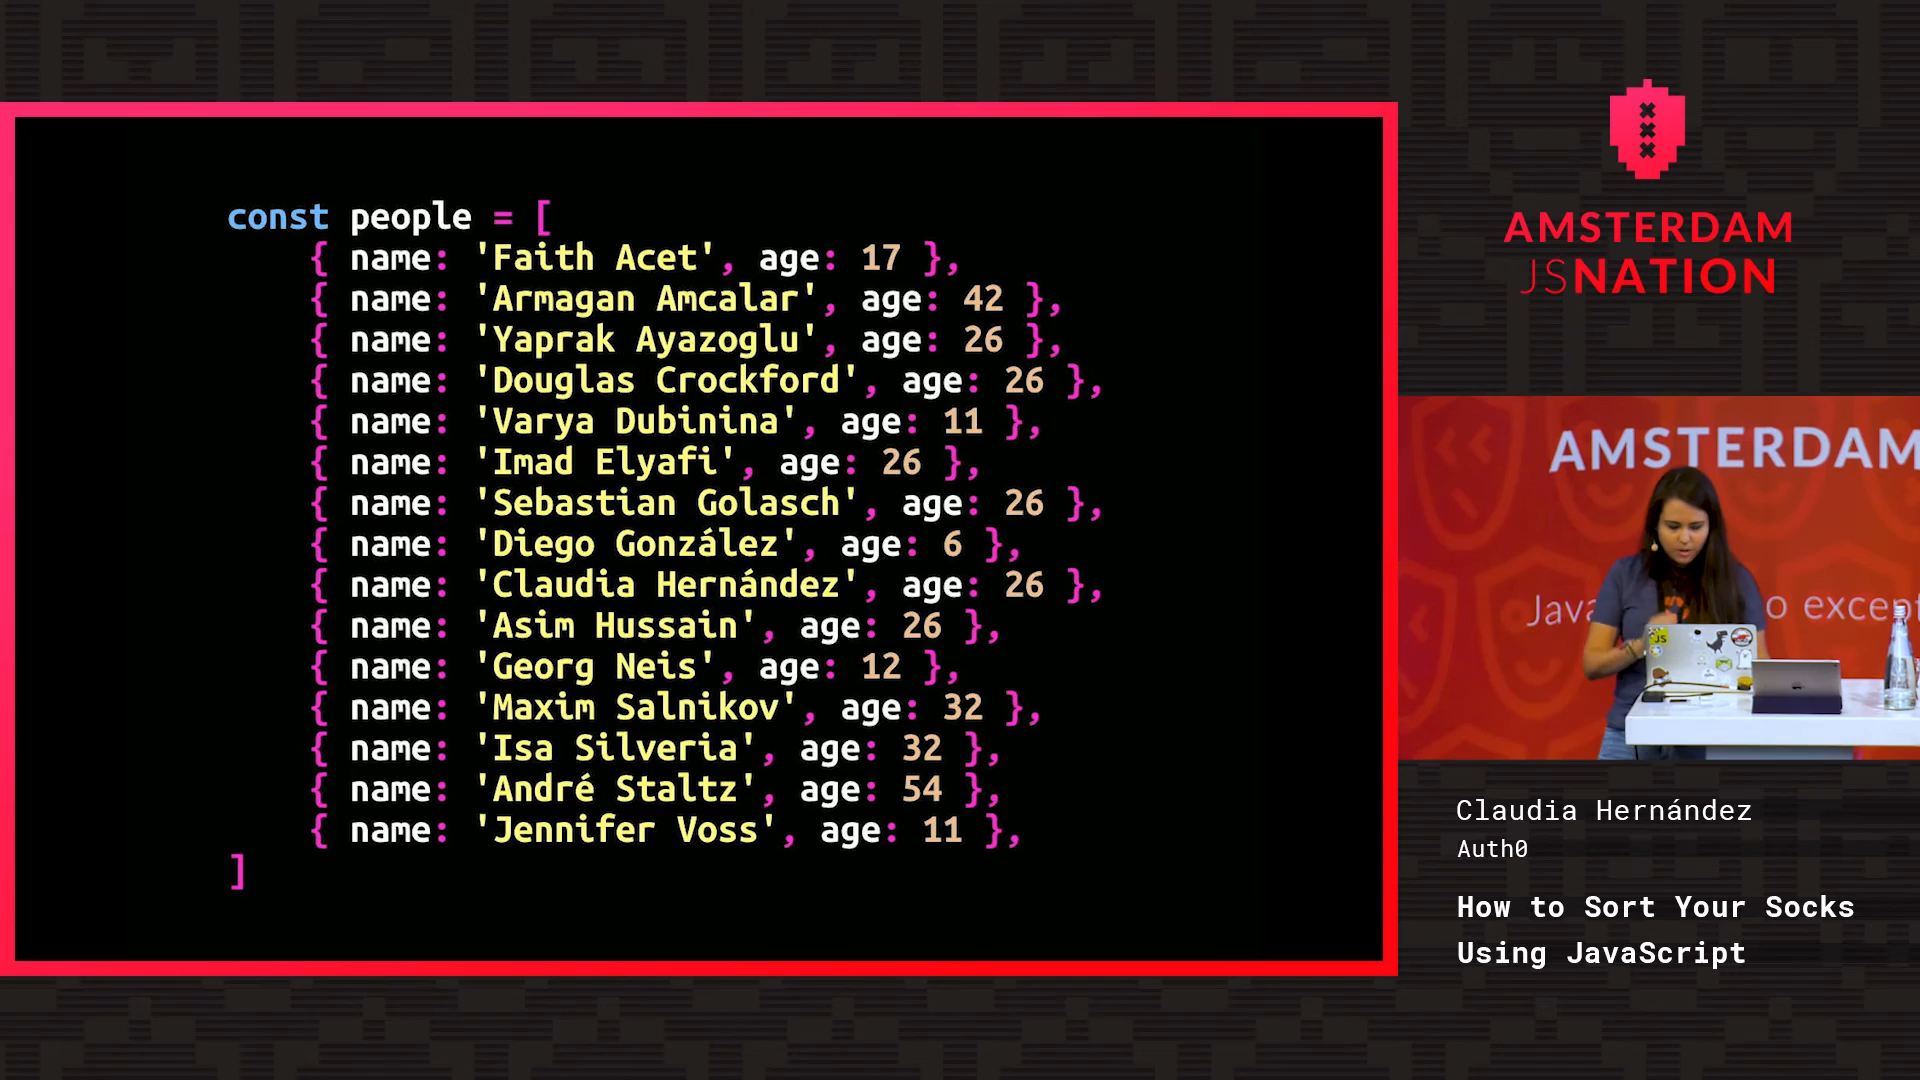 const people = [
{ name: 'Faith Acet', age: 17 },
{ name: 'Armagan Amcalar', age: 42 },
{ name: 'Yaprak Ayazoglu', age: 26 },
{ name: 'Douglas Crockford', age: 26 },
{ name: 'Varya Dubinina', age: 11 },
{ name: 'Imad Elyafi', age: 26 },
{ name: 'Sebastian Golasch', age: 26 },
{ name: 'Diego González', age: 6 },
{ name: 'Claudia Hernández', age: 26 },
{ name: 'Asim Hussain', age: 26 },
{ name: 'Georg Neis', age: 12 },
{ name: 'Maxim Salnikov', age: 32 },
{ name: 'Isa Silveria', age: 32 },
{ name: 'André Staltz', age: 54 },
{ name: 'Jennifer Voss', age: 11 },
]
AMSTERDAM
JSNATION
AMSTERDAM
Java o except
JS
Claudia Hernández
Auth0
How to Sort Your Socks
Using JavaScript